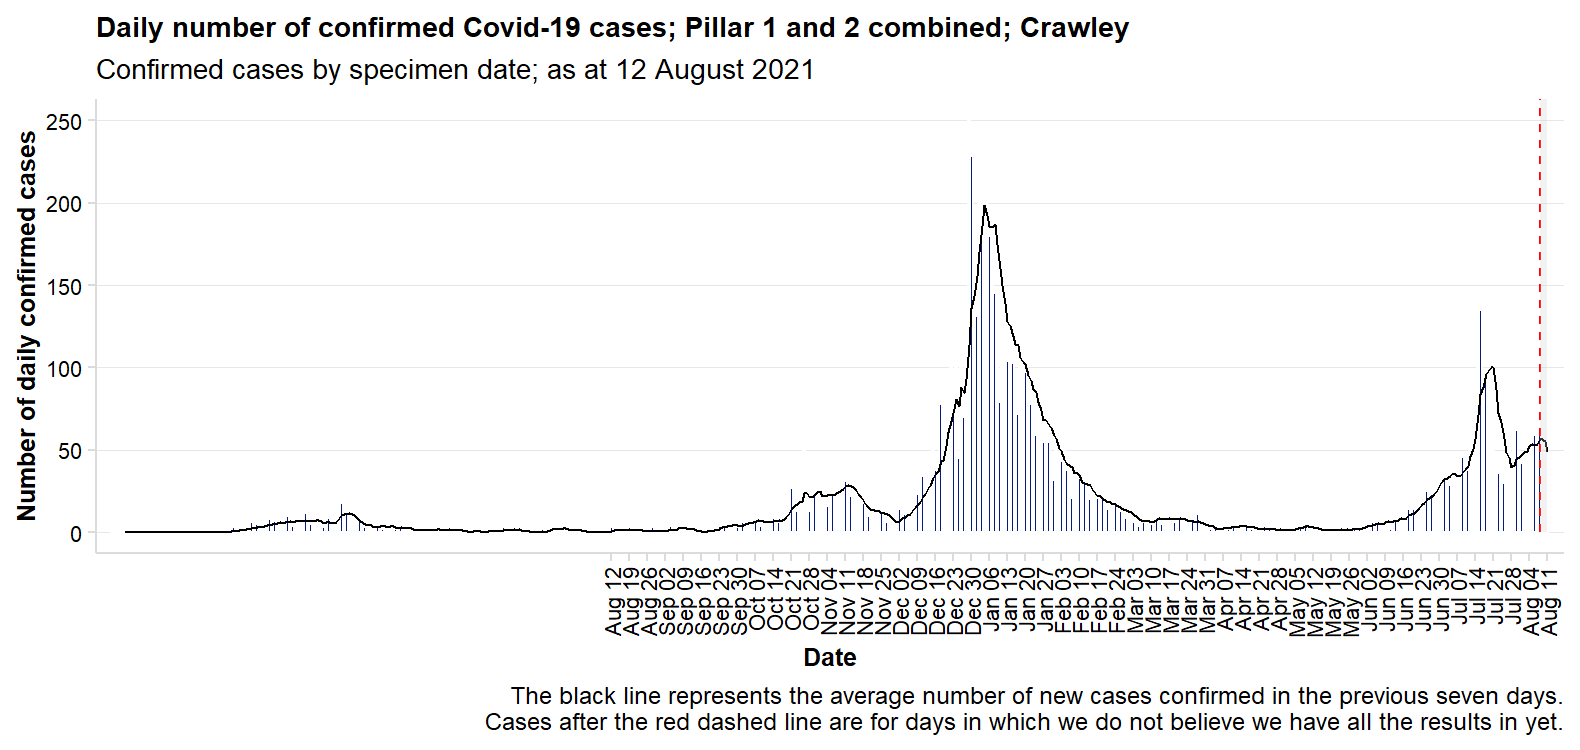 Daily number of confirmed Covid-19 cases; Pillar 1 and 2 combined; Crawley
Confirmed cases by specimen date; as at 12 August 2021
Number of daily confirmed cases
250
200
150
100
50
0
Aug 12
Aug 19
Aug 26
Sep 02
Sep 09
Sep 16
Sep 23
Sep 30
Oct 07
Oct 14
Oct 21
Oct 28
Nov 04
Nov 11
Nov 18
Nov 25
Dec 02
Dec 09
Dec 16
Dec 23
Dec 30
Jan 06
Jan 13
Jan 20
Jan 27
Feb 03
Feb 10
Feb 17
Feb 24
Mar 03
Mar 10
Mar 17
Mar 24
Mar 31
Apr 07
Apr 14
Apr 21
Apr 28
May 05
May 12
May 19
May 26
Jun 02
Jun 09
Jun 16
Jun 23
Jun 30
Jul 07
Jul 14
Jul 21
Jul 28
Aug 04
Aug 11
Date
The black line represents the average number of new cases confirmed in the previous seven days.
Cases after the red dashed line are for days in which we do not believe we have all the results in yet.